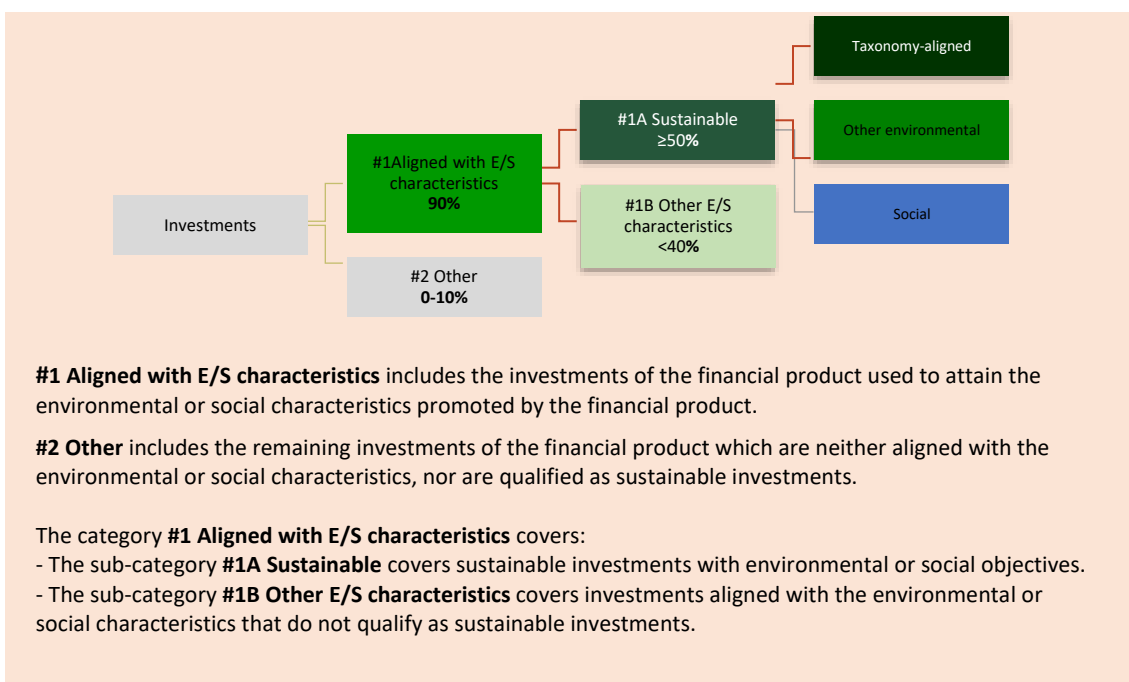 Taxonomy-aligned
#1A Sustainable
≥50%
Other environmental
#1Aligned with E/S
characteristics
90%
#1B Other E/S
characteristics
<40%
Social
Investments
#2 Other
0-10%
#1 Aligned with E/S characteristics includes the investments of the financial product used to attain the
environmental or social characteristics promoted by the financial product.
#2 Other includes the remaining investments of the financial product which are neither aligned with the
environmental or social characteristics, nor are qualified as sustainable investments.
The category #1 Aligned with E/S characteristics covers:
- The sub-category #1A Sustainable covers sustainable investments with environmental or social objectives.
- The sub-category #1B Other E/S characteristics covers investments aligned with the environmental or
social characteristics that do not qualify as sustainable investments.